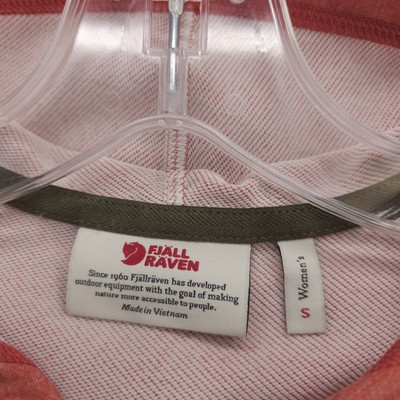 FJÄLL
RÄVEN
Since 1960 Fjällräven has developed
outdoor equipment with the goal of making
nature more accessible to people.
Made in Vietnam
Women's
S